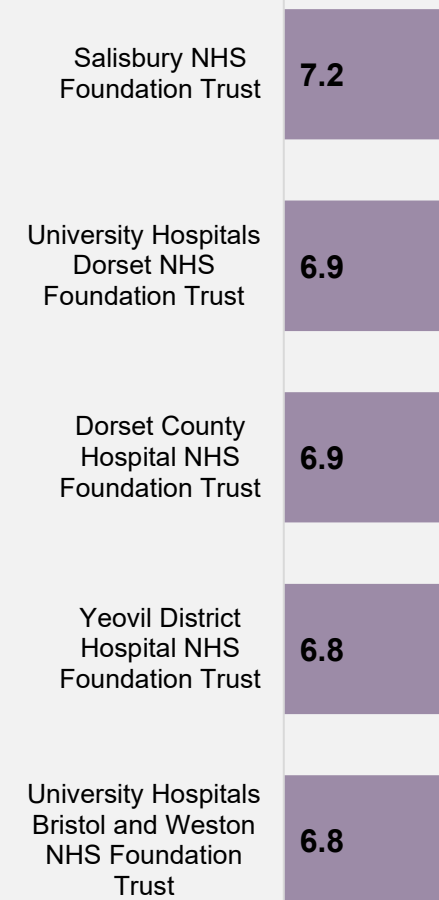 Salisbury NHS
Foundation Trust
7.2
University Hospitals
Dorset NHS
Foundation Trust
6.9
Dorset County
Hospital NHS
Foundation Trust
6.9
Yeovil District
Hospital NHS
Foundation Trust
6.8
University Hospitals
Bristol and Weston
NHS Foundation
Trust
6.8